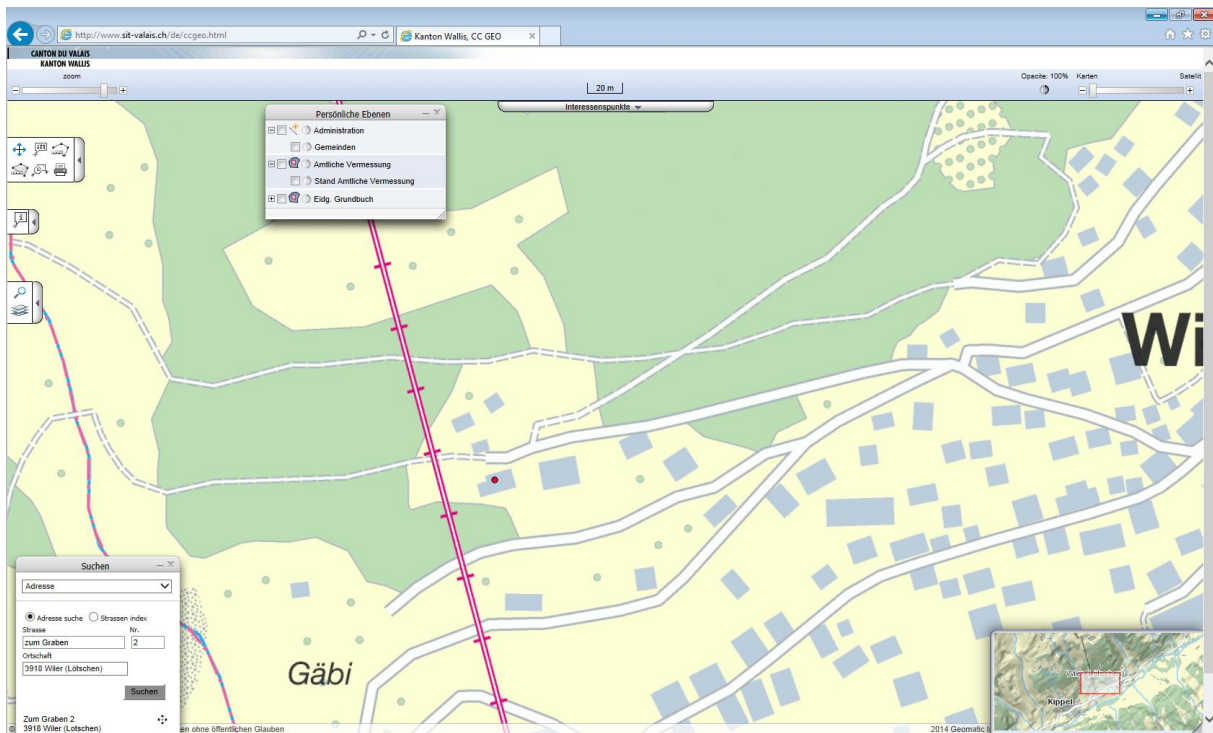 http://www.sit-valais.ch/de/ccgeo.html
Kanton Wallis, CC GEO
CANTON DU VALAIS
KANTON WALLIS
zoom
20 m
Opacite: 100%
Karten
Satellit
Interessenspunkte
Persönliche Ebenen
Administration
Gemeinden
Amtliche Vermessung
Stand Amtliche Vermessung
Eidg. Grundbuch
Wi
Gäbi
Suchen
Adresse
Adresse suche
Strassen index
Strasse
Nr.
zum Graben
2
Ortschaft
3918 Wiler (Lötschen)
Suchen
Zum Graben 2
3918 Wiler (Lotschen)
en ohne öffentlichen Glauben
Kippel
2014 Geomatic